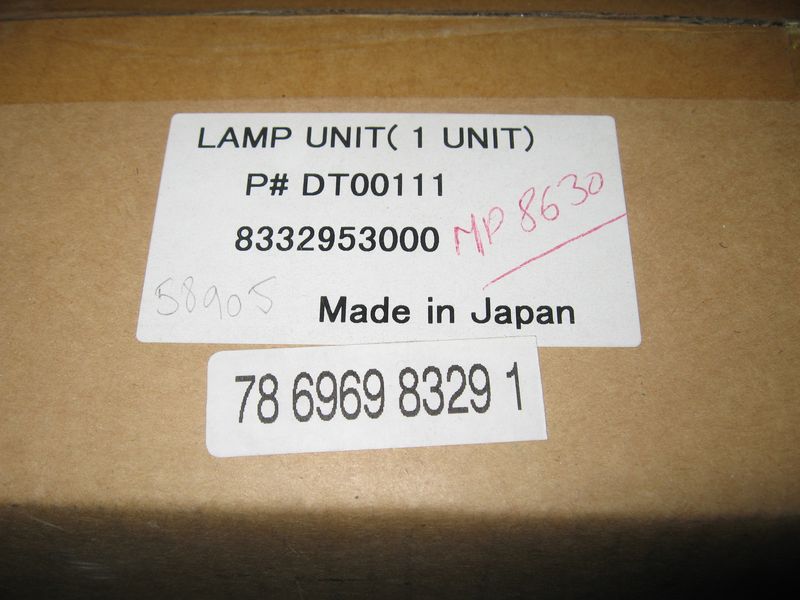 LAMP UNIT( 1 UNIT)
P# DT00111
8332953000
MP 8630
58905
Made in Japan
78 6969 8329 1